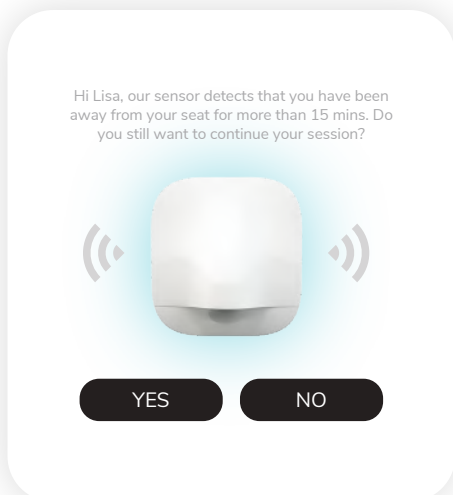 Hi Lisa, our sensor detects that you have been
away from your seat for more than 15 mins. Do
you still want to continue your session?
YES NO